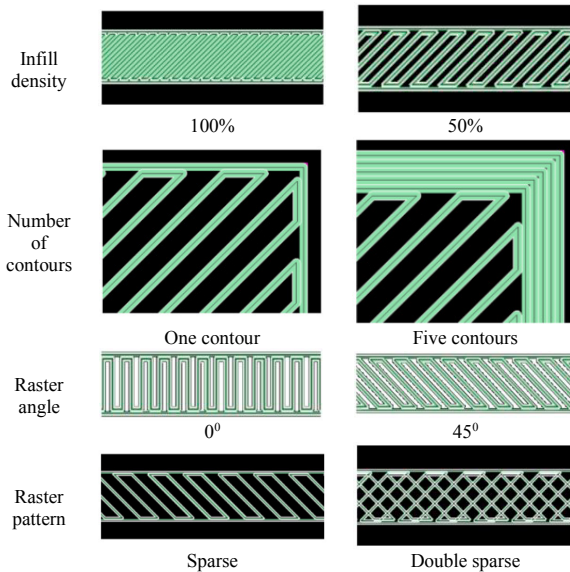 Infill
density
100%
50%
Number
of
contours
One contour
Five contours
Raster
angle
0⁰
45⁰
Raster
pattern
Sparse
Double sparse